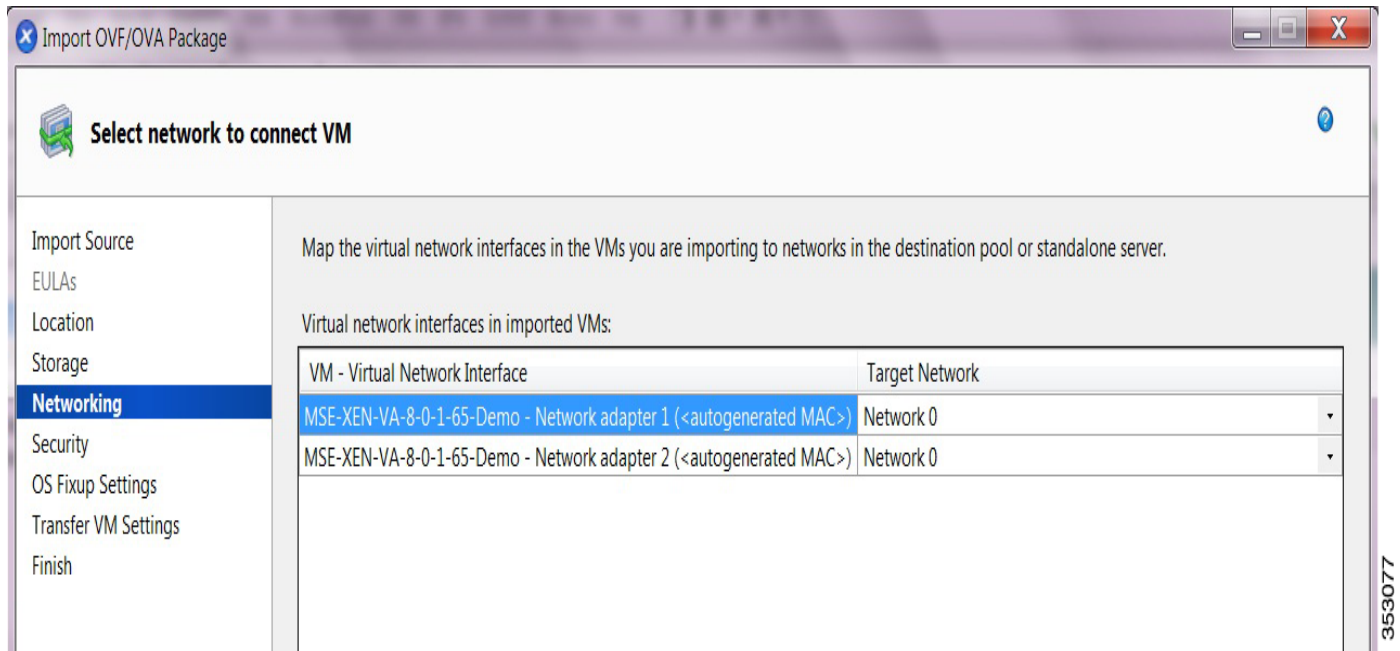 Import OVF/OVA Package
X
Select network to connect VM
Import Source
EULAs
Location
Storage
Networking
Security
OS Fixup Settings
Transfer VM Settings
Finish
Map the virtual network interfaces in the VMs you are importing to networks in the destination pool or standalone server.
Virtual network interfaces in imported VMs:
VM - Virtual Network Interface Target Network
MSE-XEN-VA-8-0-1-65-Demo - Network adapter 1 (<autogenerated MAC>) Network 0
MSE-XEN-VA-8-0-1-65-Demo - Network adapter 2 (<autogenerated MAC>) Network 0
353077